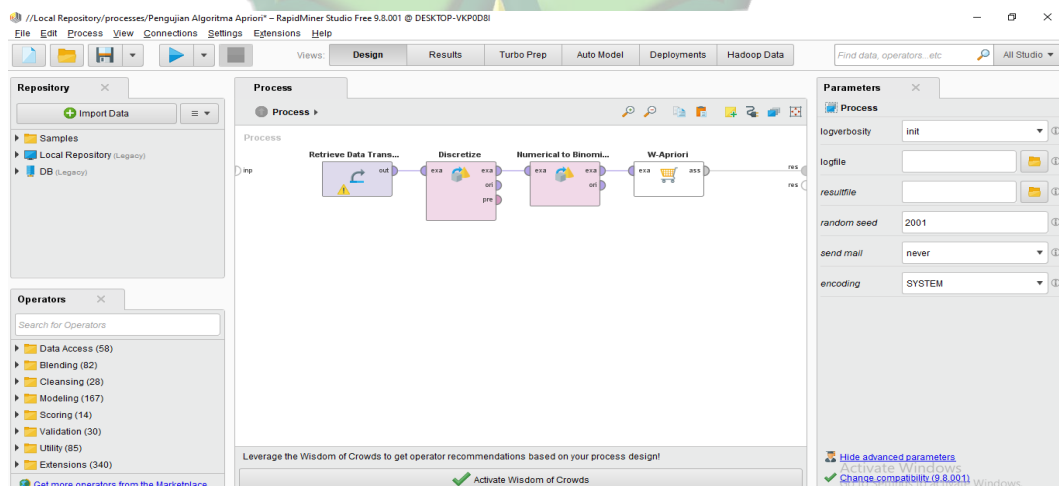 //Local Repository/processes/Pengujian Algoritma Apriori* – RapidMiner Studio Free 9.8.001 @ DESKTOP-VKP0D8I
File Edit Process View Connections Settings Extensions Help
Views: Design Results Turbo Prep Auto Model Deployments Hadoop Data
Find data, operators...etc All Studio
Repository
Import Data
Samples
Local Repository (Legacy)
DB (Legacy)
Operators
Search for Operators
Data Access (58)
Blending (82)
Cleansing (28)
Modeling (167)
Scoring (14)
Validation (30)
Utility (85)
Extensions (340)
Get more operators from the Marketplace
Process
Process
Process
inp
Retrieve Data Trans...
out
Discretize
exa exa
ori
pre
Numerical to Binomi...
exa exa
ori
W-Apriori
exa ass
res
res
Leverage the Wisdom of Crowds to get operator recommendations based on your process design!
Activate Wisdom of Crowds
Parameters
Process
logverbosity init
logfile
resultfile
random seed 2001
send mail never
encoding SYSTEM
Hide advanced parameters
Activate Windows
Change compatibility (9.8.001)